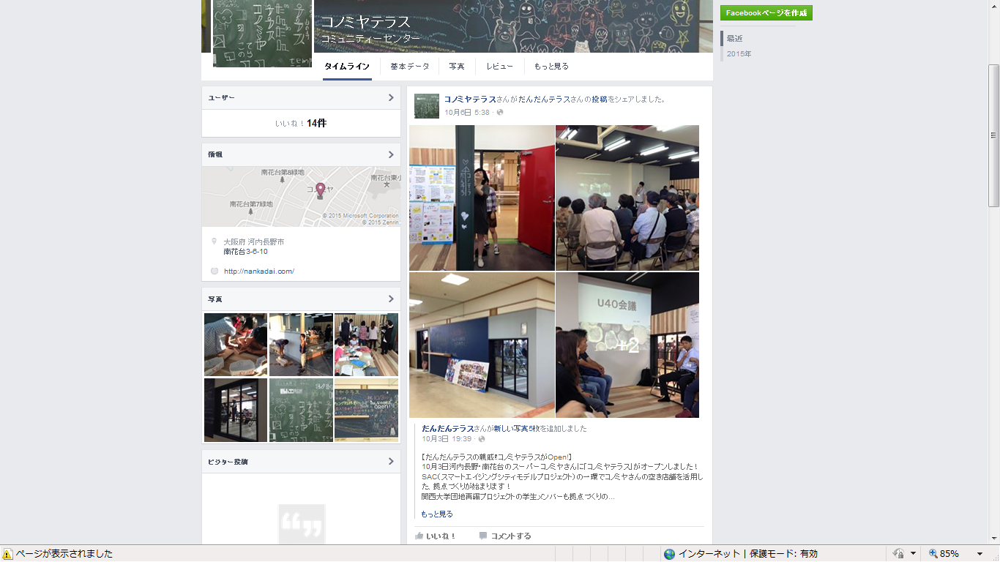 コノミヤテラス
コミュニティーセンター
タイムライン
基本データ
写真
レビュー
もっと見る
Facebookページを作成
最近
2015年
ユーザー
いいね！14件
情報
南花台第8緑地
南花台東小
コノミヤ
南花台第7緑地
© 2015 Microsoft Corporation
© 2015 Zenrin
大阪府 河内長野市
南花台3-6-10
http://nankadai.com/
写真
ビジター投稿
コノミヤテラスさんがだんだんテラスさんの投稿をシェアしました。
10月6日 5:38 ·
U40会議
+2
だんだんテラスさんが新しい写真5枚を追加しました
10月3日 19:39 ·
【だんだんテラスの親戚⁉コノミヤテラスがOpen!】
10月3日河内長野・南花台のスーパーコノミヤさんに「コノミヤテラス」がオープンしました！
SAC（スマートエイジングシティモデルプロジェクト）の一環でコノミヤさんの空き店舗を活用し
た、拠点づくりが始まります！
関西大学団地再編プロジェクトの学生メンバーも拠点づくりの...
もっと見る
いいね！
コメントする
ページが表示されました
インターネット | 保護モード: 有効
85%